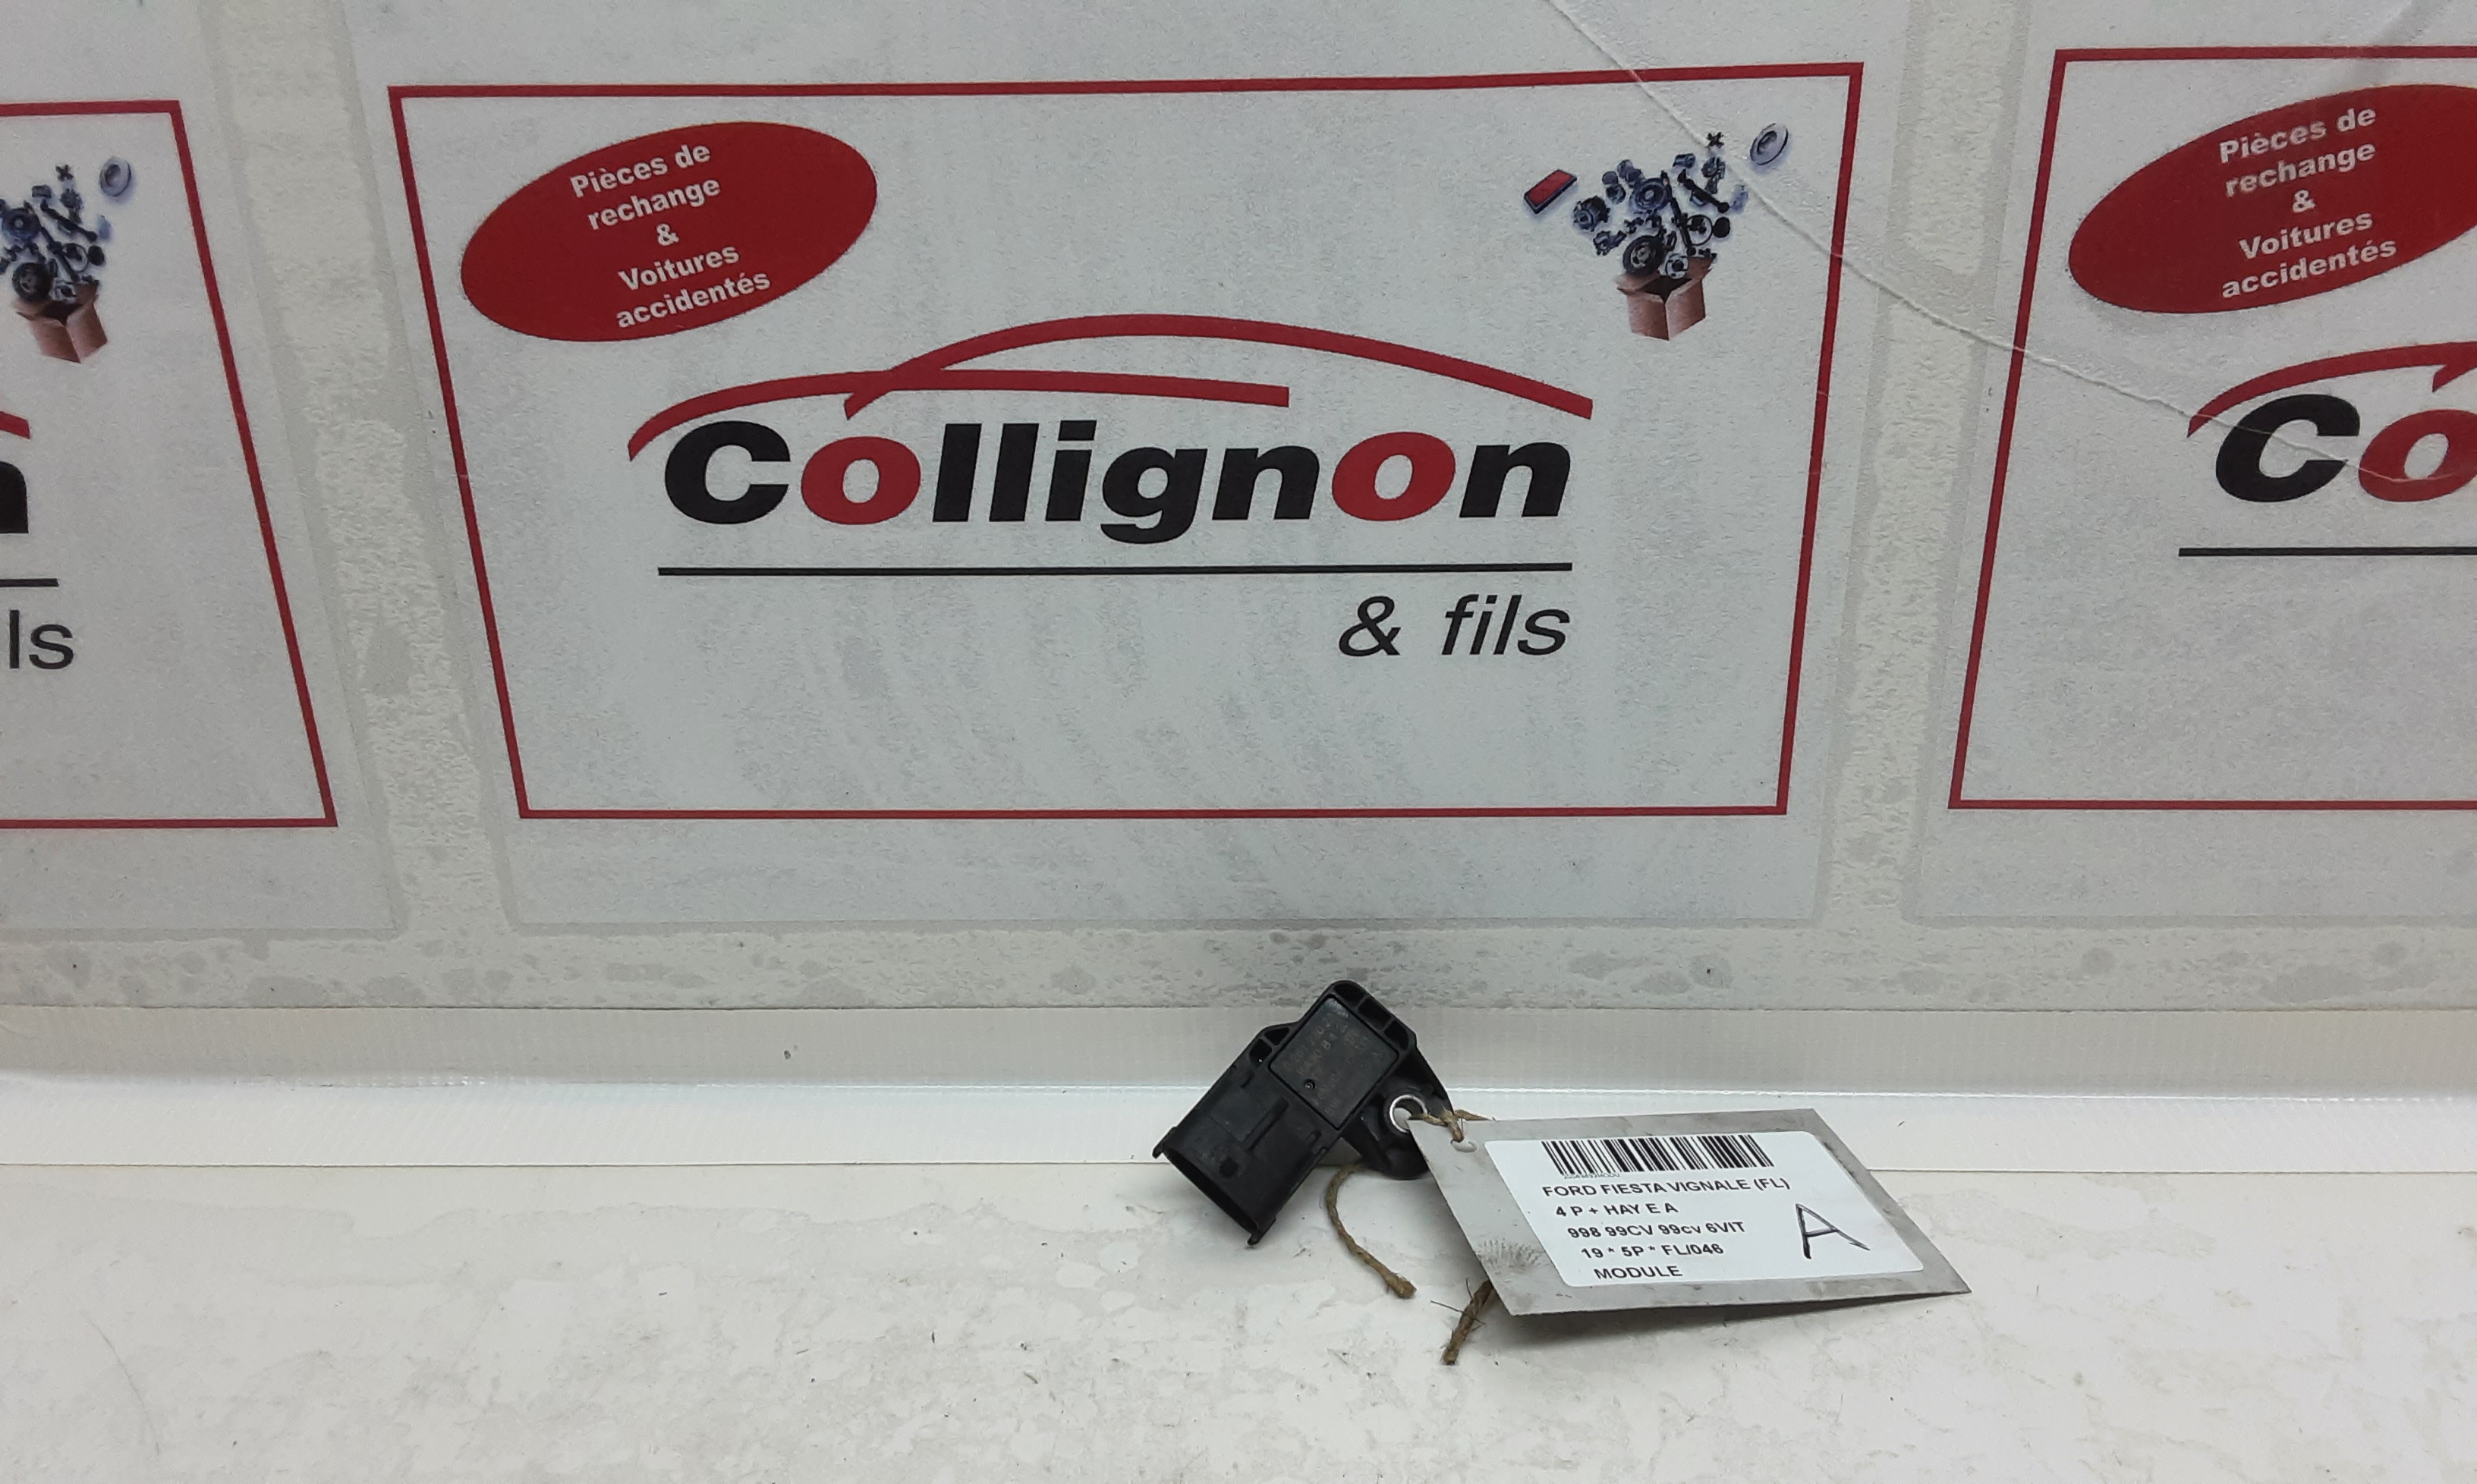 Pièces de
rechange
&
Voitures
accidentés
Collignon
& fils
ls
Pièces de
rechange
&
Voitures
accidentés
Co
FORD FIESTA VIGNALE (FL)
4 P + HAY E A
998 99CV 99cv 6VIT
19 * 5P * FL/046
MODULE
A